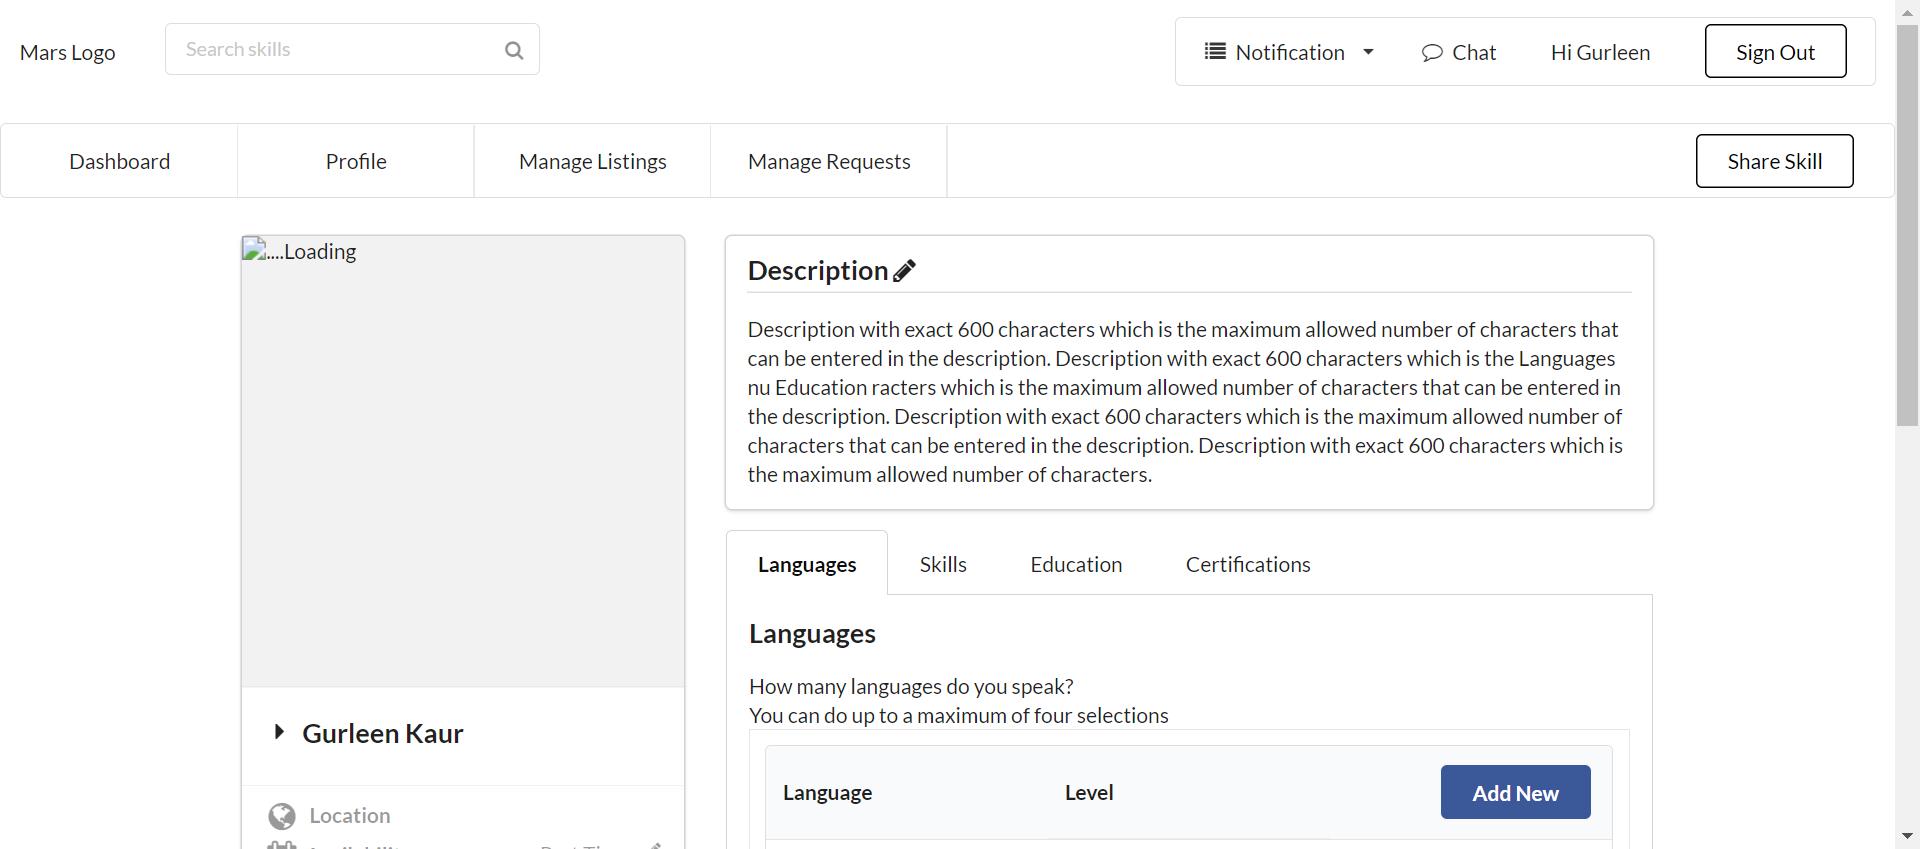 Mars Logo
Search skills
Notification
Chat
Hi Gurleen
Sign Out
Dashboard
Profile
Manage Listings
Manage Requests
Share Skill
....Loading
Gurleen Kaur
Location
Description
Description with exact 600 characters which is the maximum allowed number of characters that
can be entered in the description. Description with exact 600 characters which is the Languages
nu Education racters which is the maximum allowed number of characters that can be entered in
the description. Description with exact 600 characters which is the maximum allowed number of
characters that can be entered in the description. Description with exact 600 characters which is
the maximum allowed number of characters.
Languages
Skills
Education
Certifications
Languages
How many languages do you speak?
You can do up to a maximum of four selections
Language
Level
Add New